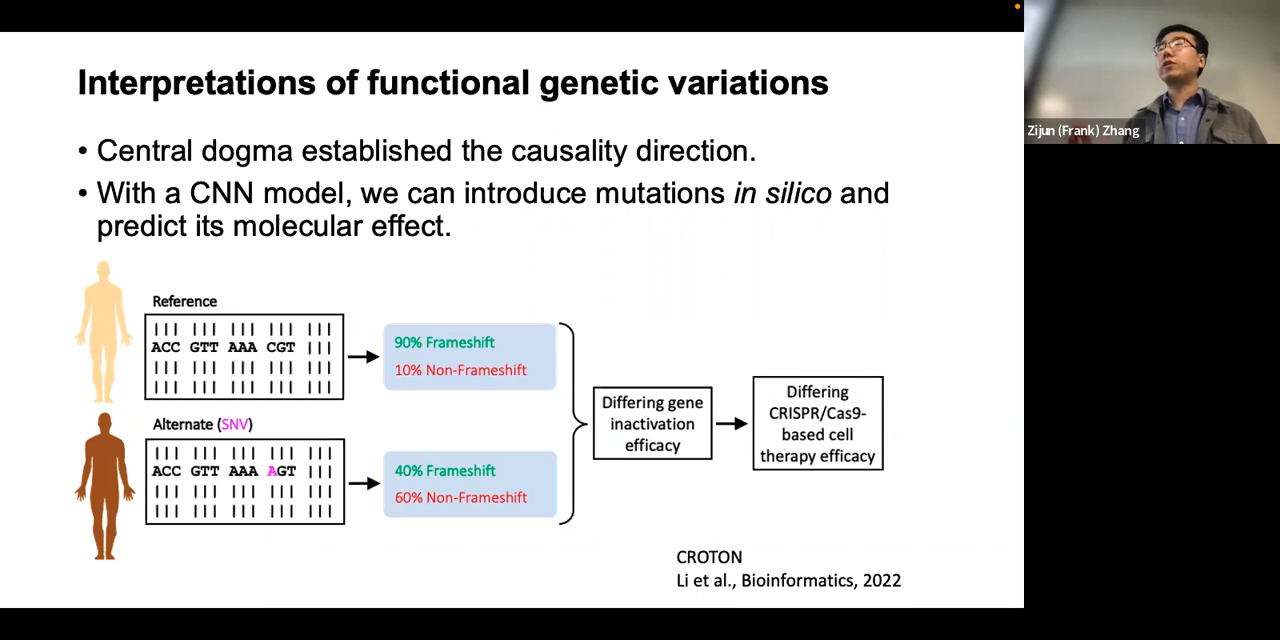 Interpretations of functional genetic variations
• Central dogma established the causality direction.
• With a CNN model, we can introduce mutations in silico and
predict its molecular effect.
Reference
ACC GTT AAA CGT
90% Frameshift
10% Non-Frameshift
Alternate (SNV)
ACC GTT AAA AGT
40% Frameshift
60% Non-Frameshift
Differing gene
inactivation
efficacy
Differing
CRISPR/Cas9-
based cell
therapy efficacy
CROTON
Li et al., Bioinformatics, 2022
Zijun (Frank) Zhang